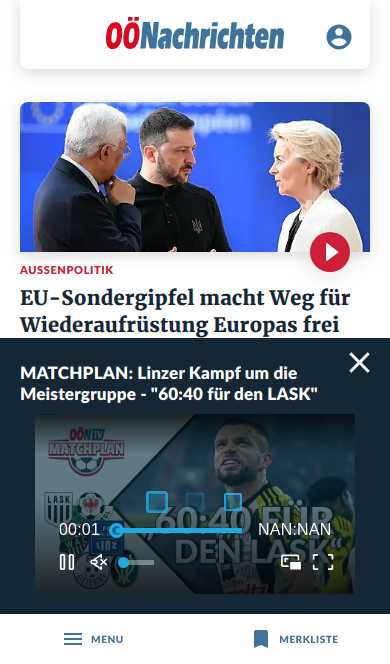 OÖNachrichten
AUSSENPOLITIK
EU-Sondergipfel macht Weg für
Wiederaufrüstung Europas frei
MATCHPLAN: Linzer Kampf um die
Meistergruppe - "60:40 für den LASK"
OÖN TV
MATCHPLAN
LASK
LINZ
„60:40 FÜR
DEN LASK“
00:01
NAN:NAN
MENU
MERKLISTE